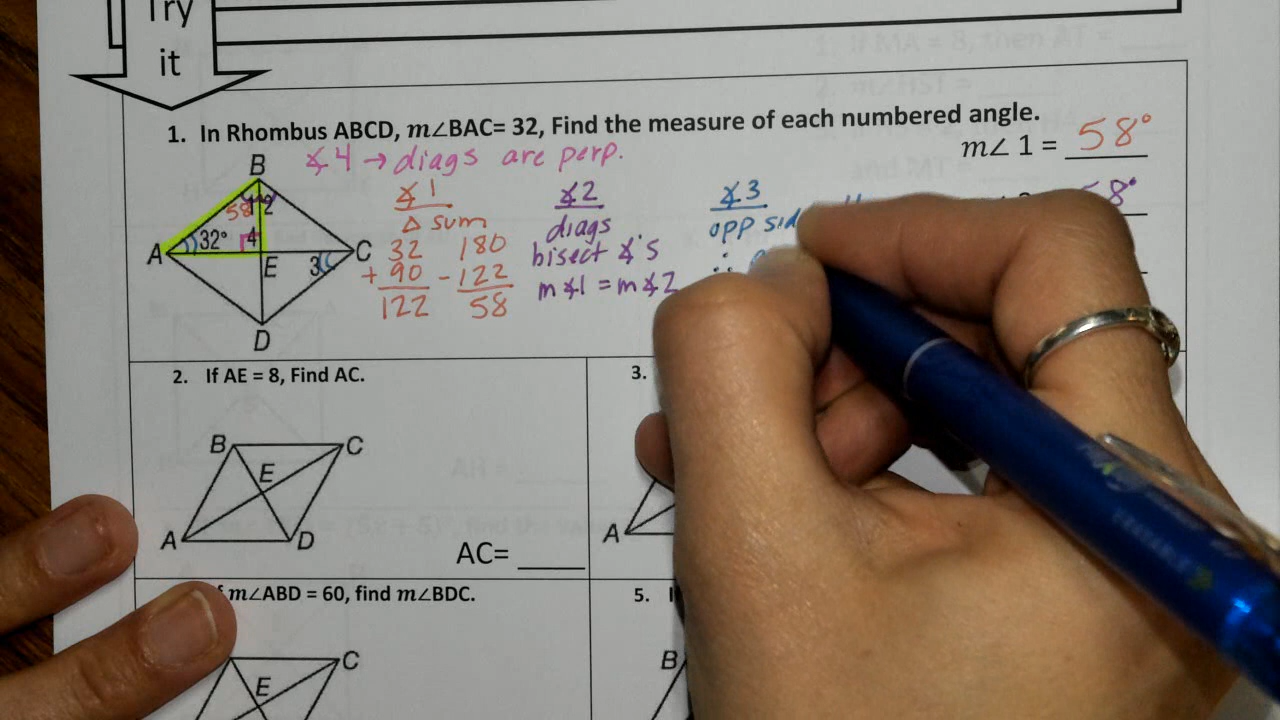 Try
it
1. In Rhombus ABCD, m∠BAC= 32, Find the measure of each numbered angle.
m∠ 1 = 58°
∡4 → diags are perp.
B
58 1 2
A 32° 4 C
E 3
D
∡1
Δ sum
32 180
+ 90 - 122
122 58
∡2
diags
bisect ∡'s
m∡1 = m∡2
∡3
opp
∴
58°
2. If AE = 8, Find AC.
B C
E
A D
AC= ____
3.
A
m∠ABD = 60, find m∠BDC.
C
E
5.
B